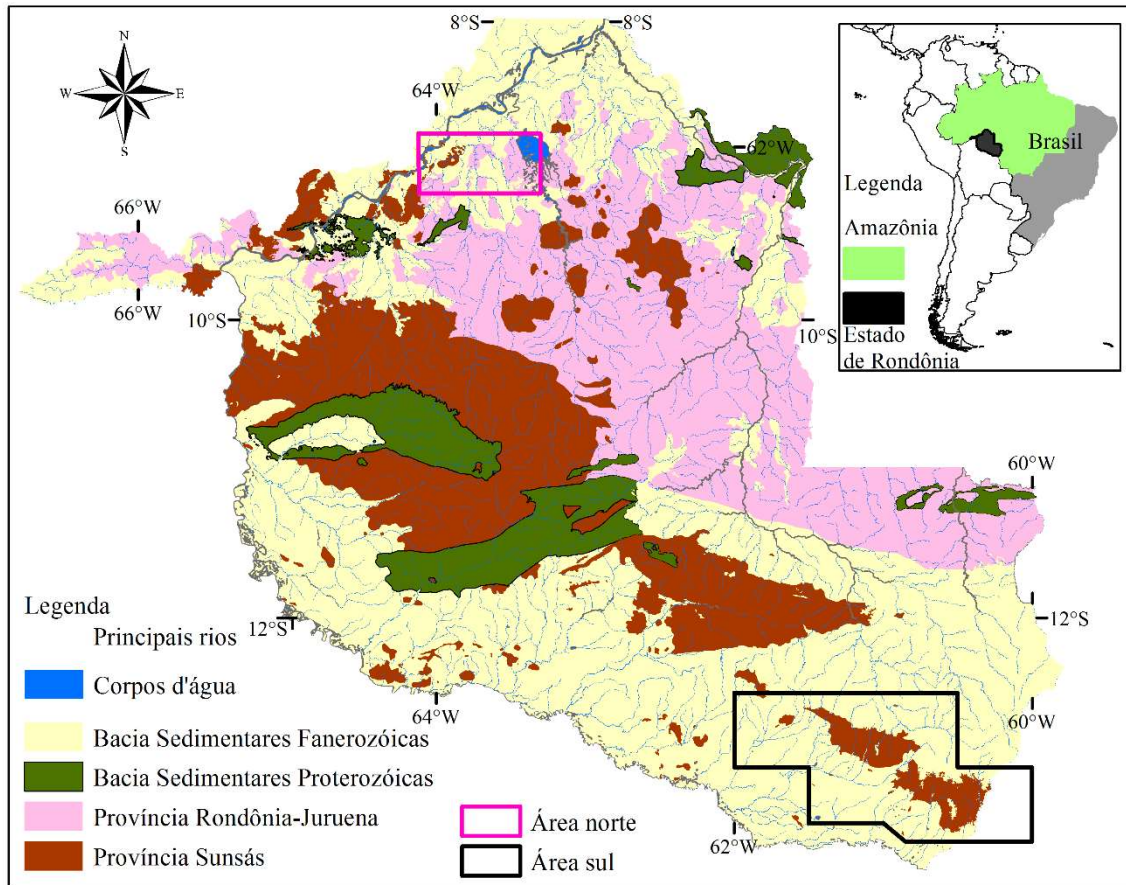 8°S
8°S
N
W
E
S
64°W
62°W
66°W
66°W
10°S
10°S
60°W
12°S
12°S
64°W
60°W
62°W
Brasil
Legenda
Amazônia
Estado
de Rondônia
Legenda
Principais rios
Corpos d'água
Bacia Sedimentares Fanerozóicas
Bacia Sedimentares Proterozóicas
Província Rondônia-Juruena
Província Sunsás
Área norte
Área sul